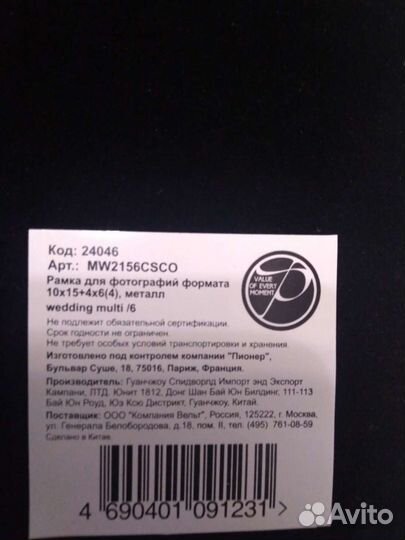 Код: 24046
Арт.: MW2156CSCO
Рамка для фотографий формата
10x15+4x6(4), металл
wedding multi /6
Не подлежит обязательной сертификации.
Срок годности не ограничен.
Не требует особых условий транспортировки и хранения.
Изготовлено под контролем компании "Пионер",
Бульвар Суше, 18, 75016, Париж, Франция.
Производитель: Гуанчжоу Спидворлд Импорт энд Экспорт
Кампани, ЛТД. Юнит 1812, Донг Шан Бай Юн Билдинг, 111-113
Бай Юн Роуд, Юэ Кою Дистрикт, Гуанчжоу, Китай.
Поставщик: ООО "Компания Вельт", Россия, 125222, г. Москва,
ул. Генерала Белобородова, д.18, пом. II, тел. (495) 761-08-59
Сделано в Китае.
VALUE
OF EVERY
MOMENT
4 690401 091231 >
Avito